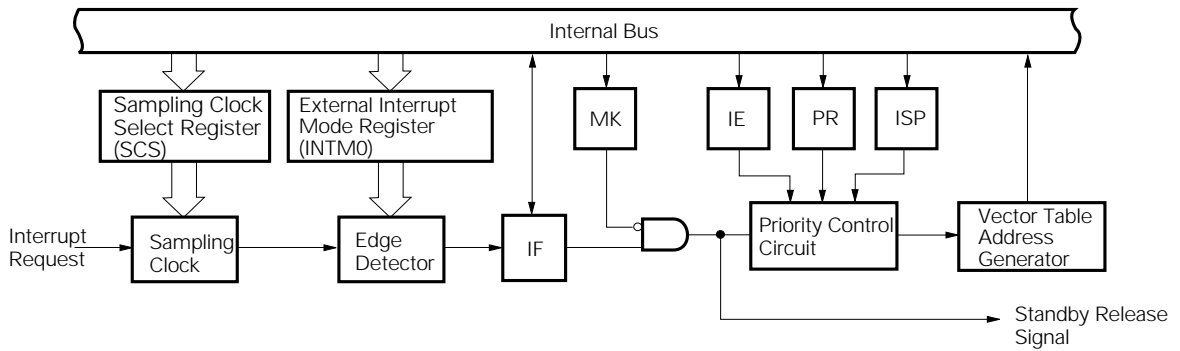 Internal Bus
Sampling Clock
Select Register
(SCS)
External Interrupt
Mode Register
(INTM0)
MK
IE
PR
ISP
Interrupt
Request
Sampling
Clock
Edge
Detector
IF
Priority Control
Circuit
Vector Table
Address
Generator
Standby Release
Signal